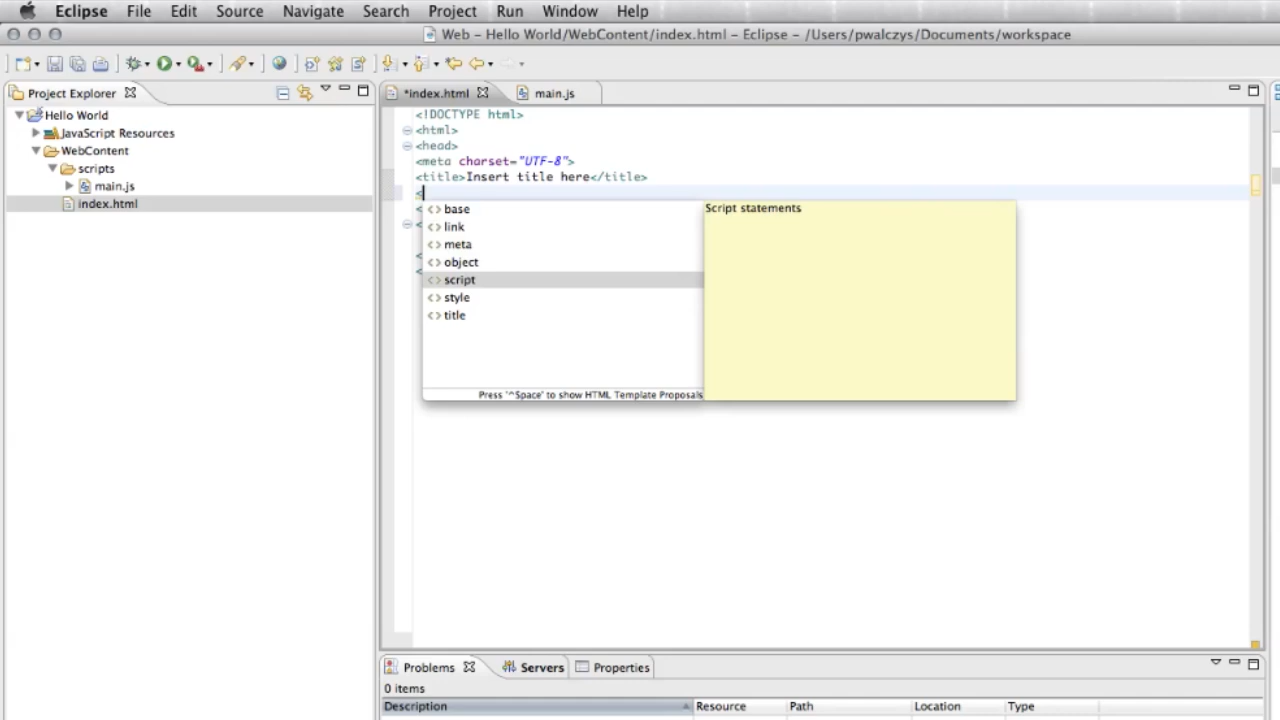 Eclipse File Edit Source Navigate Search Project Run Window Help
Web – Hello World/WebContent/index.html – Eclipse – /Users/pwalczys/Documents/workspace
Project Explorer
Hello World
JavaScript Resources
WebContent
scripts
main.js
index.html
*index.html main.js
<!DOCTYPE html>
<html>
<head>
<meta charset="UTF-8">
<title>Insert title here</title>
<
<
<
<
<
base
link
meta
object
script
style
title
Press '^Space' to show HTML Template Proposals
Script statements
Problems Servers Properties
0 items
Description Resource Path Location Type